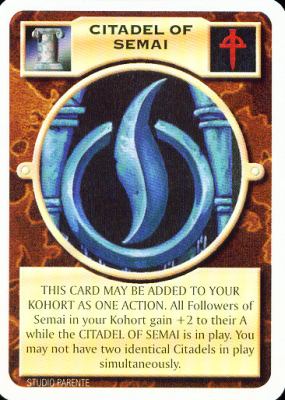 CITADEL OF
SEMAI
THIS CARD MAY BE ADDED TO YOUR
KOHORT AS ONE ACTION. All Followers of
Semai in your Kohort gain +2 to their A
while the CITADEL OF SEMAI is in play. You
may not have two identical Citadels in play
simultaneously.
STUDIO PARENTE